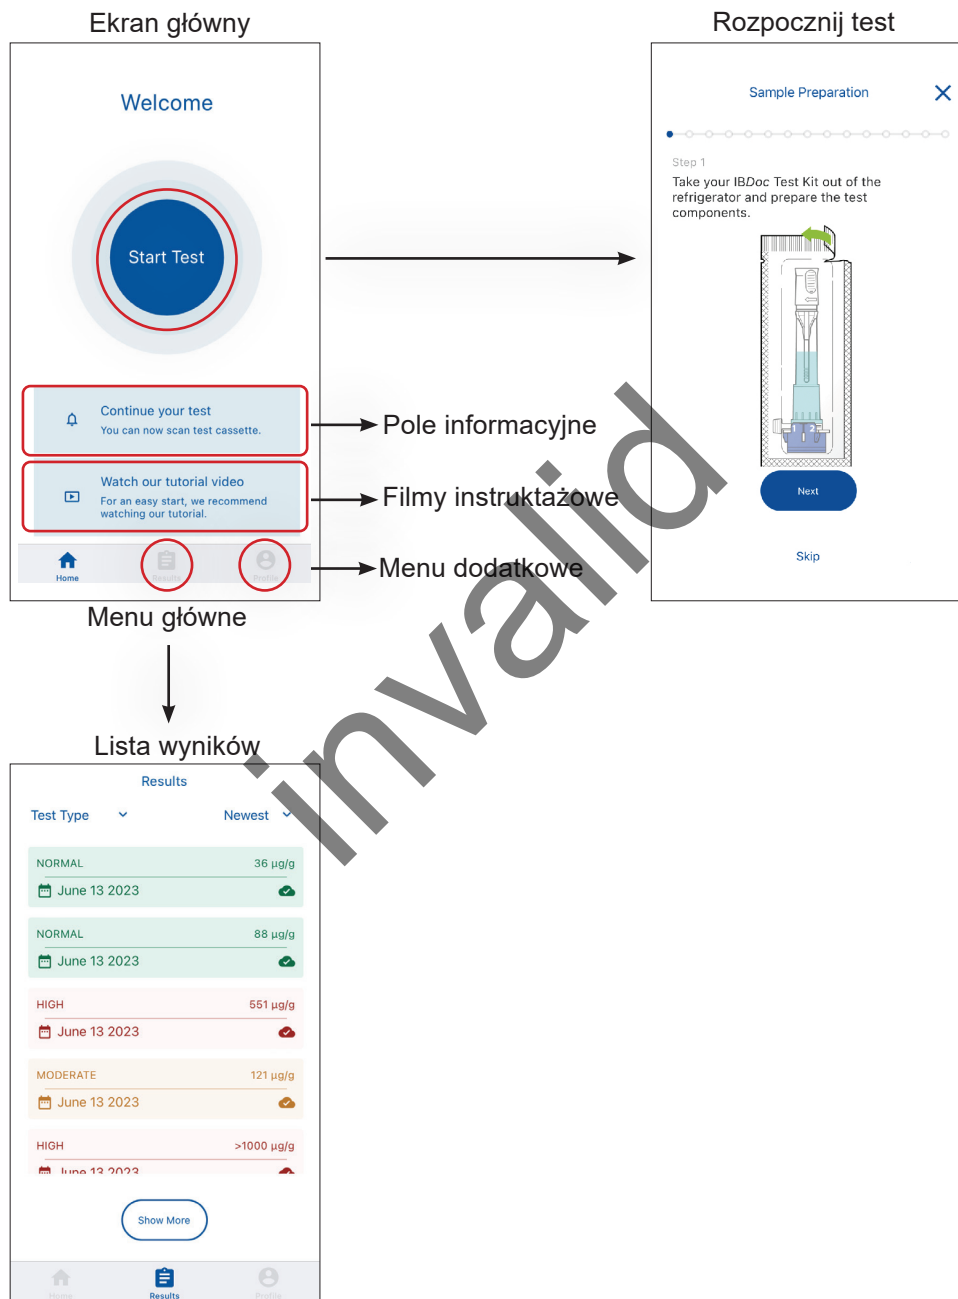 Ekran główny
Rozpocznij test
Welcome
Start Test
Continue your test
You can now scan test cassette.
Watch our tutorial video
For an easy start, we recommend
watching our tutorial.
Home
Results
Profile
Sample Preparation
Step 1
Take your IBDoc Test Kit out of the
refrigerator and prepare the test
components.
Next
Skip
Pole informacyjne
Filmy instruktażowe
Menu dodatkowe
Menu główne
Lista wyników
Results
Test Type
Newest
NORMAL
36 µg/g
June 13 2023
NORMAL
88 µg/g
June 13 2023
HIGH
551 µg/g
June 13 2023
MODERATE
121 µg/g
June 13 2023
HIGH
>1000 µg/g
June 13 2023
Show More
Home
Results
Profile
invalid